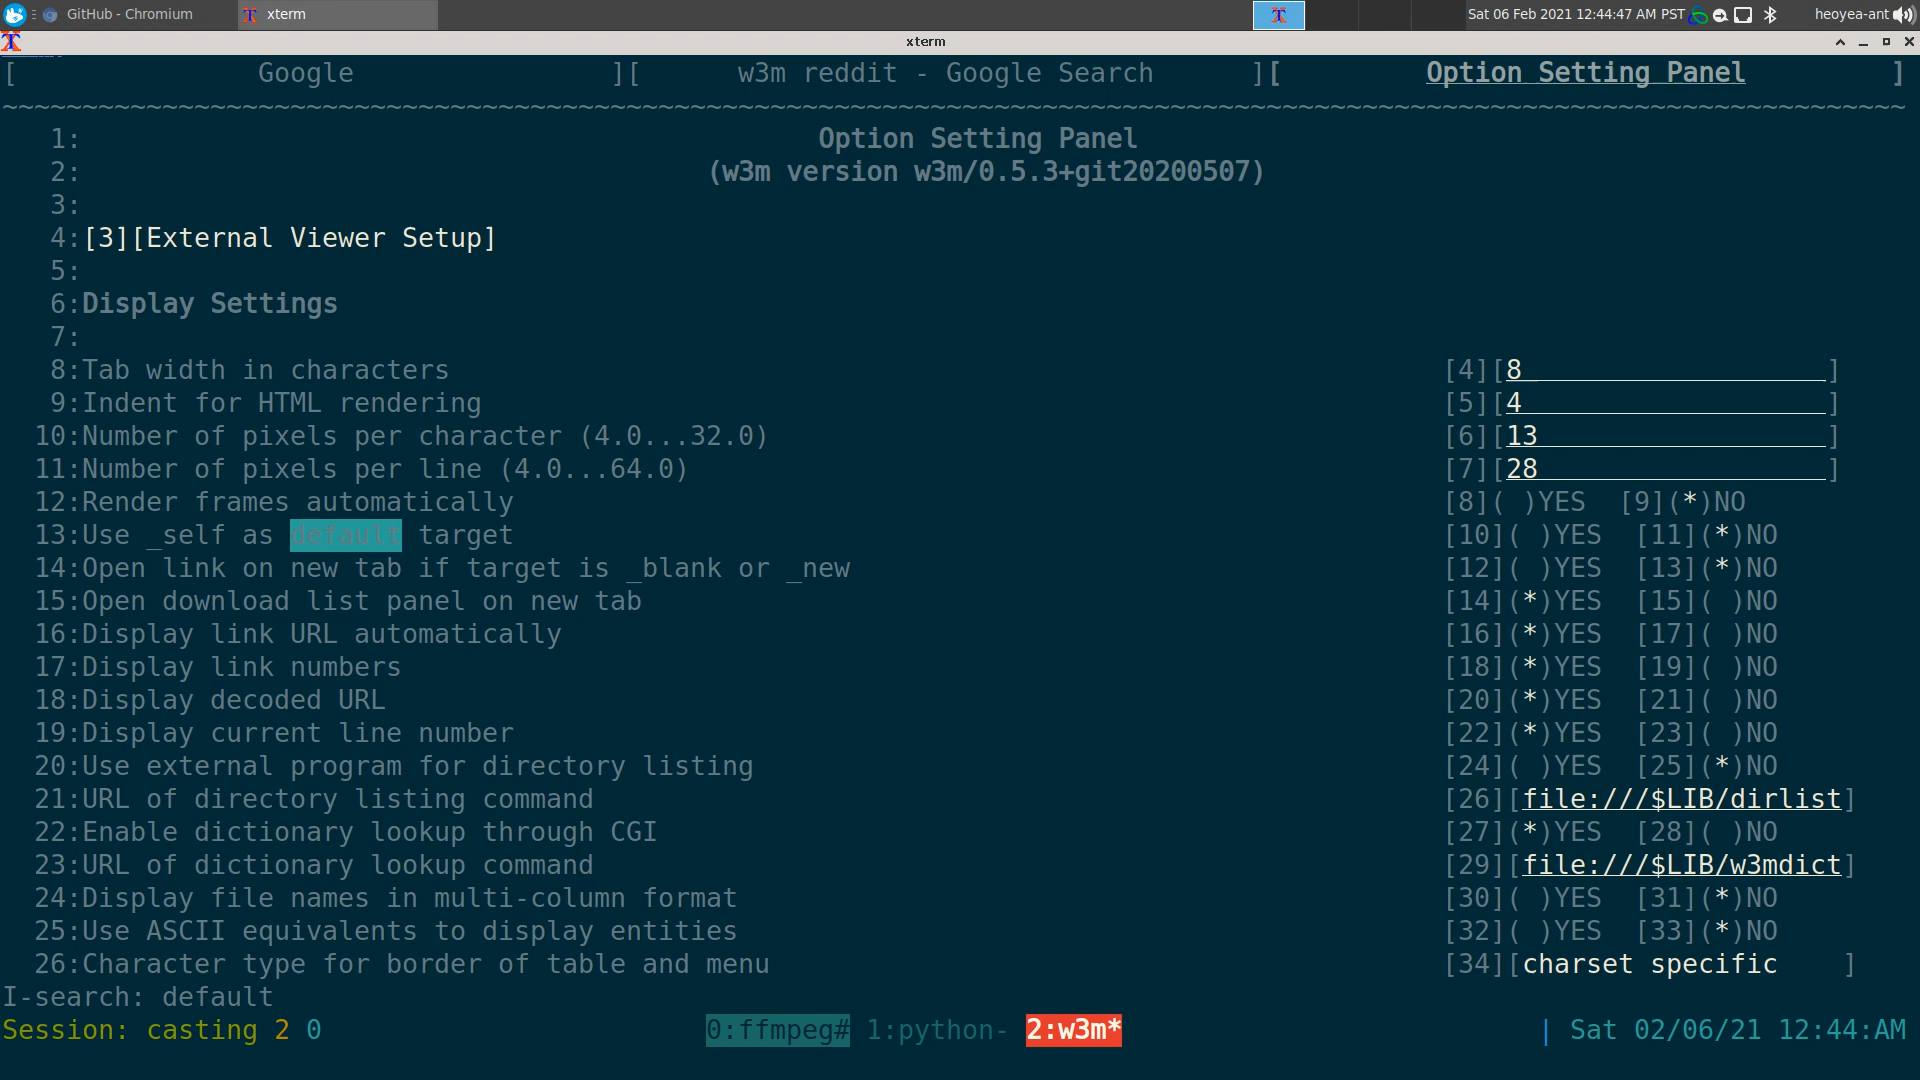 GitHub - Chromium xterm Sat 06 Feb 2021 12:44:47 AM PST heoyea-ant
xterm
[ Google ][ w3m reddit - Google Search ][ Option Setting Panel ]
~~~~~~~~~~~~~~~~~~~~~~~~~~~~~~~~~~~~~~~~~~~~~~~~~~~~~~~~~~~~~~~~~~~~~~~~~~~~~~~~~~~~~~~~~~~~~~~~~~~~~~~~~~~~~~~~~~~~~~~
1: Option Setting Panel
2: (w3m version w3m/0.5.3+git20200507)
3:
4:[3][External Viewer Setup]
5:
6:Display Settings
7:
8:Tab width in characters [4][8 ]
9:Indent for HTML rendering [5][4 ]
10:Number of pixels per character (4.0...32.0) [6][13 ]
11:Number of pixels per line (4.0...64.0) [7][28 ]
12:Render frames automatically [8]( )YES [9](*)NO
13:Use _self as default target [10]( )YES [11](*)NO
14:Open link on new tab if target is _blank or _new [12]( )YES [13](*)NO
15:Open download list panel on new tab [14](*)YES [15]( )NO
16:Display link URL automatically [16](*)YES [17]( )NO
17:Display link numbers [18](*)YES [19]( )NO
18:Display decoded URL [20](*)YES [21]( )NO
19:Display current line number [22](*)YES [23]( )NO
20:Use external program for directory listing [24]( )YES [25](*)NO
21:URL of directory listing command [26][file:///$LIB/dirlist]
22:Enable dictionary lookup through CGI [27](*)YES [28]( )NO
23:URL of dictionary lookup command [29][file:///$LIB/w3mdict]
24:Display file names in multi-column format [30]( )YES [31](*)NO
25:Use ASCII equivalents to display entities [32]( )YES [33](*)NO
26:Character type for border of table and menu [34][charset specific ]
I-search: default
Session: casting 2 0 0:ffmpeg# 1:python- 2:w3m* | Sat 02/06/21 12:44:AM